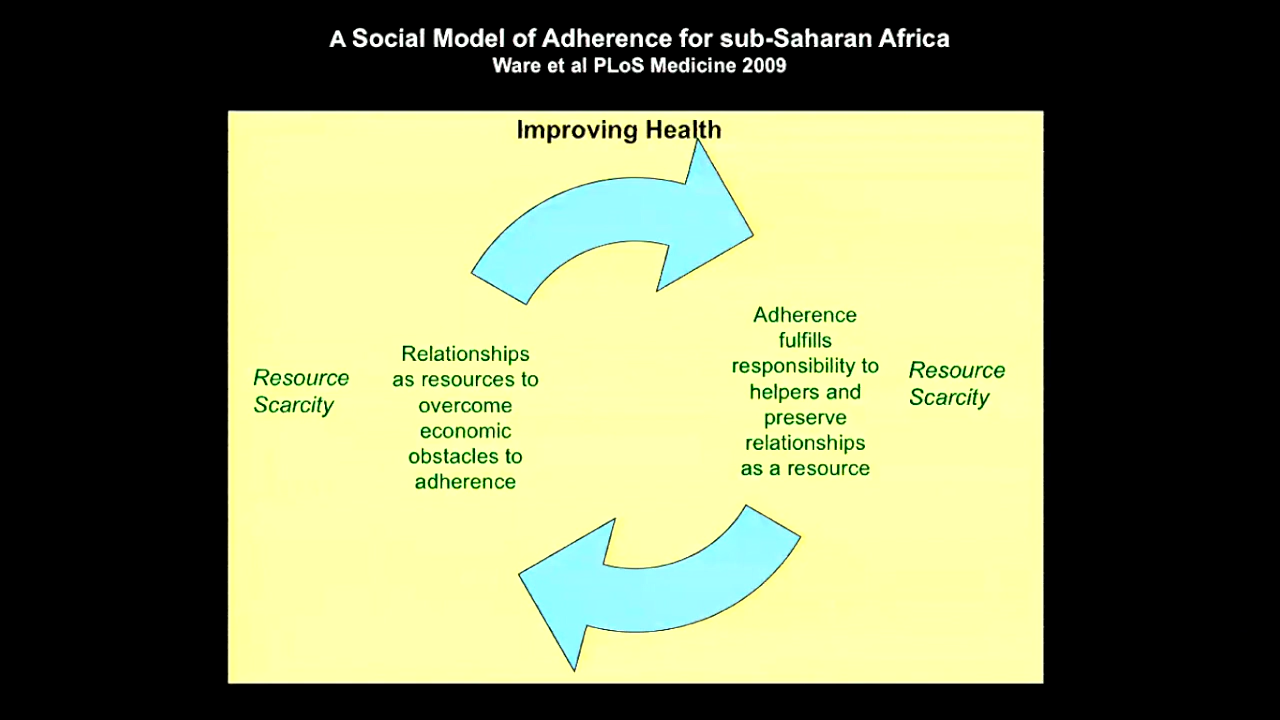 A Social Model of Adherence for sub-Saharan Africa
Ware et al PLoS Medicine 2009
Improving Health
Resource
Scarcity
Relationships
as resources to
overcome
economic
obstacles to
adherence
Adherence
fulfills
responsibility to
helpers and
preserve
relationships
as a resource
Resource
Scarcity